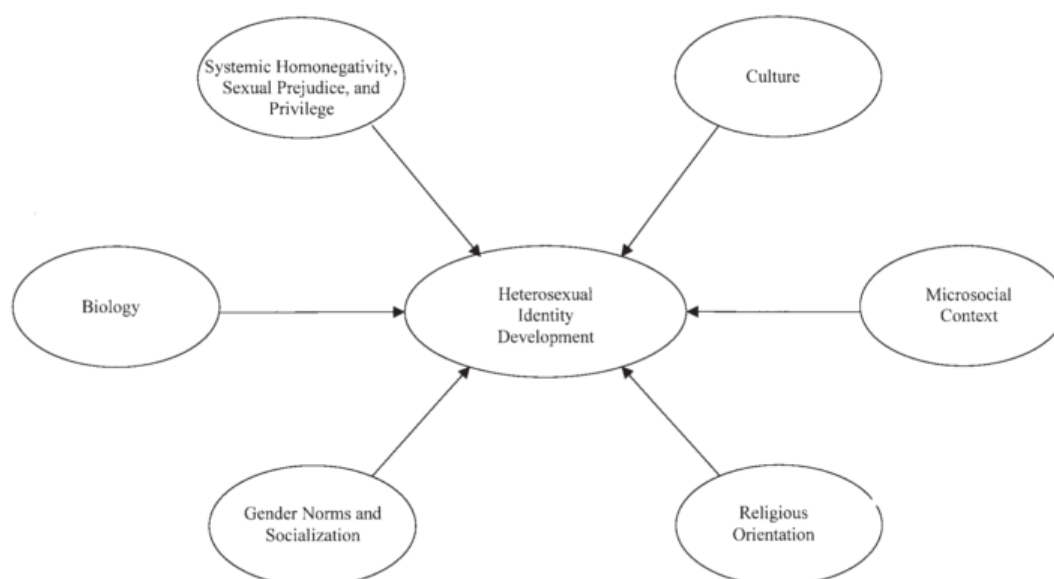 Systemic Homonegativity,
Sexual Prejudice, and
Privilege
Culture
Biology
Heterosexual
Identity
Development
Microsocial
Context
Gender Norms and
Socialization
Religious
Orientation